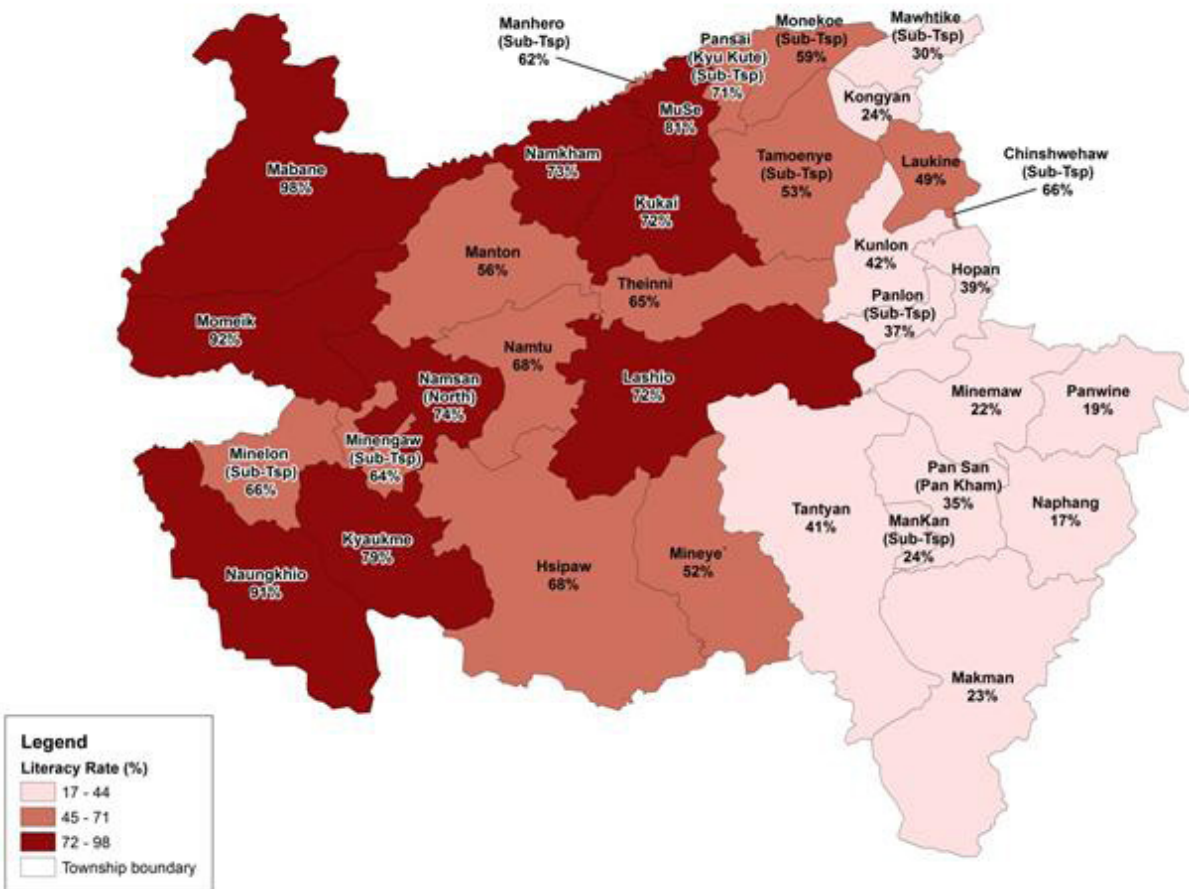 Manhero
(Sub-Tsp)
62%
Pansai
(Kyu Kute)
(Sub-Tsp)
71%
Monekoe
(Sub-Tsp)
59%
Mawhtike
(Sub-Tsp)
30%
Kongyan
24%
MuSe
81%
Namkham
73%
Mabane
98%
Tamoenye
(Sub-Tsp)
53%
Laukine
49%
Chinshwehaw
(Sub-Tsp)
66%
Kukai
72%
Manton
56%
Kunlon
42%
Hopan
39%
Theinni
65%
Panlon
(Sub-Tsp)
37%
Momeik
92%
Namtu
68%
Namsan
(North)
74%
Lashio
72%
Minemaw
22%
Panwine
19%
Minengaw
(Sub-Tsp)
64%
Minelon
(Sub-Tsp)
66%
Pan San
(Pan Kham)
35%
Naphang
17%
Tantyan
41%
ManKan
(Sub-Tsp)
24%
Kyaukme
79%
Mineye`
52%
Hsipaw
68%
Naungkhio
91%
Makman
23%
Legend
Literacy Rate (%)
17 - 44
45 - 71
72 - 98
Township boundary